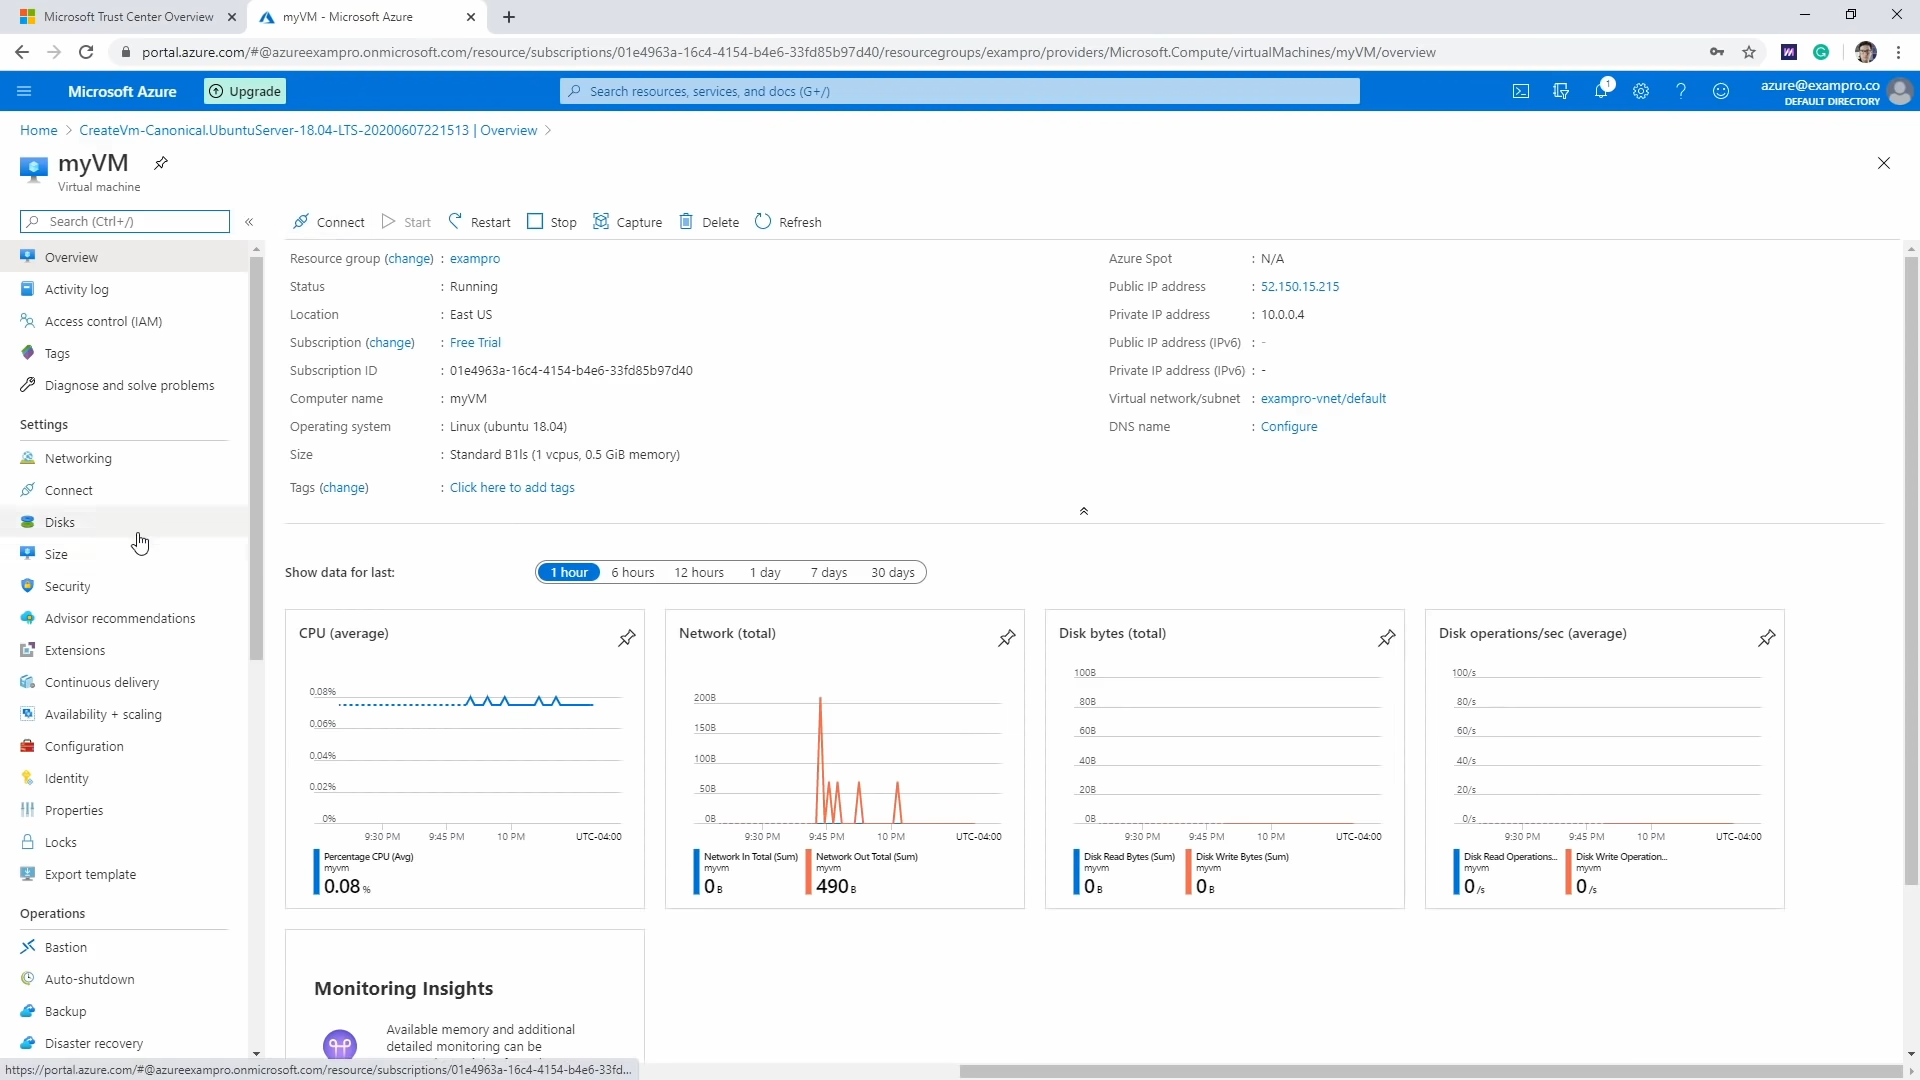 Microsoft Trust Center Overview
myVM - Microsoft Azure
portal.azure.com/#@azureexampro.onmicrosoft.com/resource/subscriptions/01e4963a-16c4-4154-b4e6-33fd85b97d40/resourcegroups/exampro/providers/Microsoft.Compute/virtualMachines/myVM/overview
Microsoft Azure
Upgrade
Search resources, services, and docs (G+/)
1
azure@exampro.co
DEFAULT DIRECTORY
Home > CreateVm-Canonical.UbuntuServer-18.04-LTS-20200607221513 | Overview >
myVM
Virtual machine
Search (Ctrl+/)
«
Overview
Activity log
Access control (IAM)
Tags
Diagnose and solve problems
Settings
Networking
Connect
Disks
Size
Security
Advisor recommendations
Extensions
Continuous delivery
Availability + scaling
Configuration
Identity
Properties
Locks
Export template
Operations
Bastion
Auto-shutdown
Backup
Disaster recovery
Connect
Start
Restart
Stop
Capture
Delete
Refresh
Resource group (change) : exampro
Status : Running
Location : East US
Subscription (change) : Free Trial
Subscription ID : 01e4963a-16c4-4154-b4e6-33fd85b97d40
Computer name : myVM
Operating system : Linux (ubuntu 18.04)
Size : Standard B1ls (1 vcpus, 0.5 GiB memory)
Tags (change) : Click here to add tags
Azure Spot : N/A
Public IP address : 52.150.15.215
Private IP address : 10.0.0.4
Public IP address (IPv6) : -
Private IP address (IPv6) : -
Virtual network/subnet : exampro-vnet/default
DNS name : Configure
Show data for last:
1 hour
6 hours
12 hours
1 day
7 days
30 days
CPU (average)
0.08%
0.06%
0.04%
0.02%
0%
9:30 PM 9:45 PM 10 PM UTC-04:00
Percentage CPU (Avg)
myvm
0.08 %
Network (total)
200B
150B
100B
50B
0B
9:30 PM 9:45 PM 10 PM UTC-04:00
Network In Total (Sum)
myvm
0 B
Network Out Total (Sum)
myvm
490 B
Disk bytes (total)
100B
80B
60B
40B
20B
0B
9:30 PM 9:45 PM 10 PM UTC-04:00
Disk Read Bytes (Sum)
myvm
0 B
Disk Write Bytes (Sum)
myvm
0 B
Disk operations/sec (average)
100/s
80/s
60/s
40/s
20/s
0/s
9:30 PM 9:45 PM 10 PM UTC-04:00
Disk Read Operations...
myvm
0 /s
Disk Write Operation...
myvm
0 /s
Monitoring Insights
Available memory and additional
detailed monitoring can be
https://portal.azure.com/#@azureexampro.onmicrosoft.com/resource/subscriptions/01e4963a-16c4-4154-b4e6-33fd...